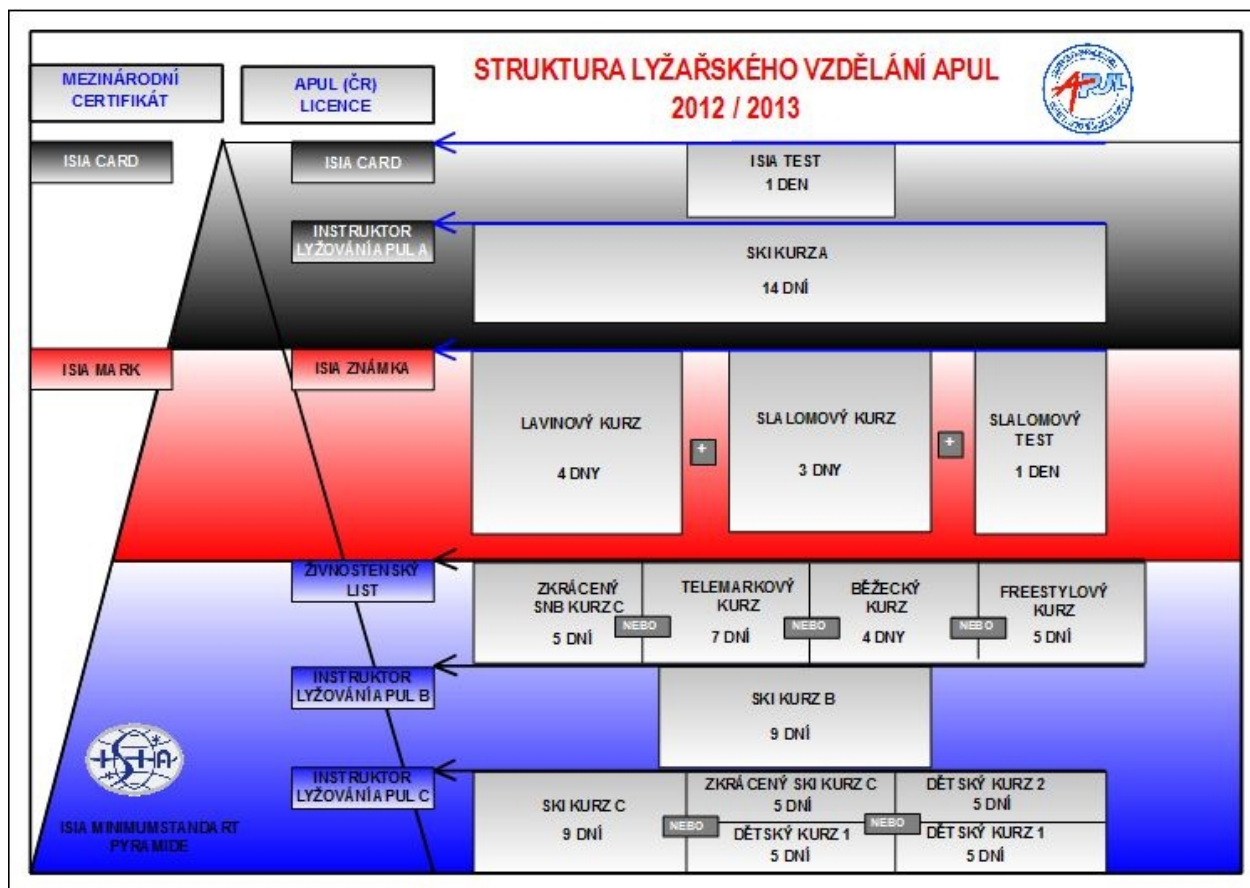 STRUKTURA LYŽAŘSKÉHO VZDĚLÁNÍ APUL
2012 / 2013
MEZINÁRODNÍ
CERTIFIKÁT
APUL (ČR)
LICENCE
APUL
ISIA CARD
ISIA CARD
ISIA TEST
1 DEN
INSTRUKTOR
LYŽOVÁNÍ APUL A
SKI KURZ A
14 DNÍ
ISIA MARK
ISIA ZNÁMKA
LAVINOVÝ KURZ
4 DNY
+
SLALOMOVÝ KURZ
3 DNY
+
SLALOMOVÝ
TEST
1 DEN
ŽIVNOSTENSKÝ
LIST
ZKRÁCENÝ
SNB KURZ C
5 DNÍ
NEBO
TELEMARKOVÝ
KURZ
7 DNÍ
NEBO
BĚŽECKÝ
KURZ
4 DNY
NEBO
FREESTYLOVÝ
KURZ
5 DNÍ
INSTRUKTOR
LYŽOVÁNÍ APUL B
SKI KURZ B
9 DNÍ
INSTRUKTOR
LYŽOVÁNÍ APUL C
SKI KURZ C
9 DNÍ
NEBO
ZKRÁCENÝ SKI KURZ C
5 DNÍ
DĚTSKÝ KURZ 1
5 DNÍ
NEBO
DĚTSKÝ KURZ 2
5 DNÍ
DĚTSKÝ KURZ 1
5 DNÍ
ISIA
ISIA MINIMUMSTANDART
PYRAMIDE